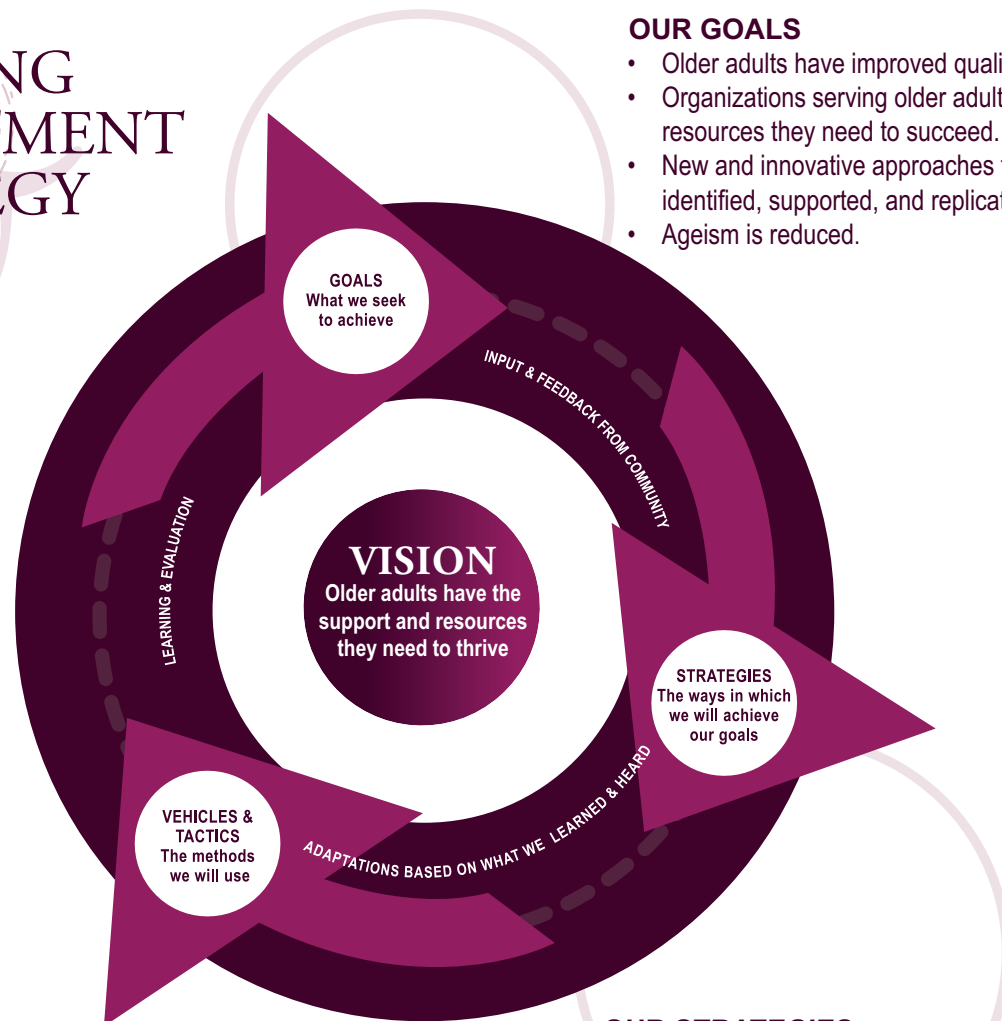 NG
MENT
EGY
OUR GOALS
• Older adults have improved quali
• Organizations serving older adult
resources they need to succeed.
• New and innovative approaches
identified, supported, and replicat
• Ageism is reduced.
GOALS
What we seek
to achieve
INPUT & FEEDBACK FROM COMMUNITY
LEARNING & EVALUATION
VISION
Older adults have the
support and resources
they need to thrive
STRATEGIES
The ways in which
we will achieve
our goals
VEHICLES &
TACTICS
The methods
we will use
ADAPTATIONS BASED ON WHAT WE LEARNED & HEARD
OUR STRATEGIES